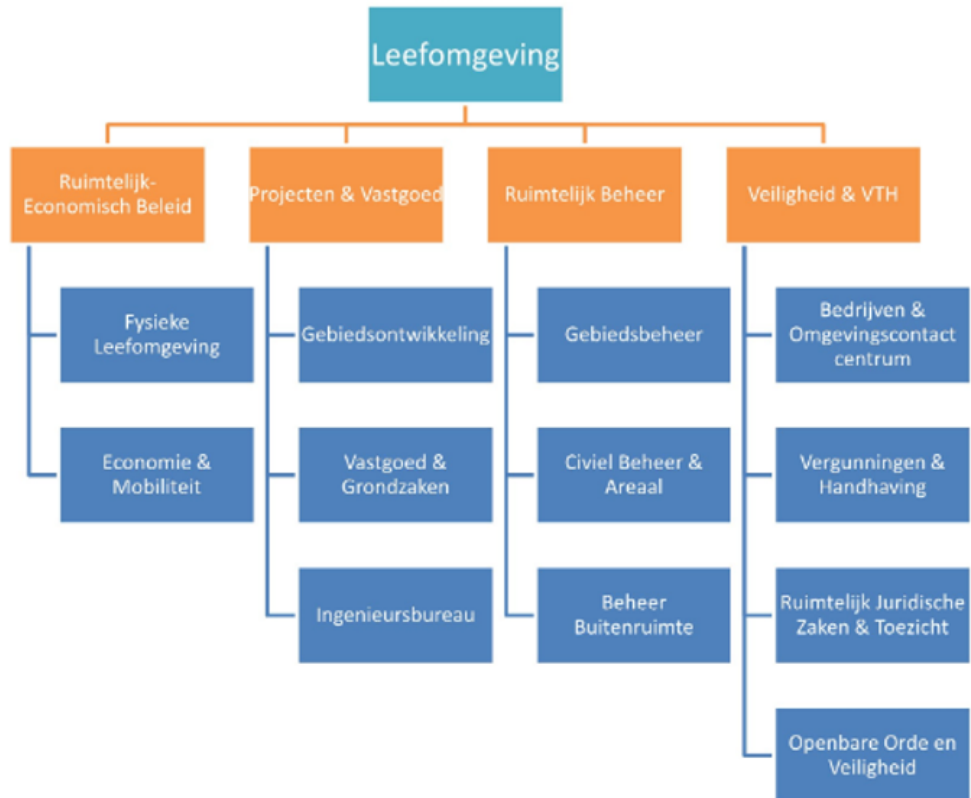 Leefomgeving
Ruimtelijk-
Economisch Beleid
Projecten & Vastgoed
Ruimtelijk Beheer
Veiligheid & VTH
Fysieke
Leefomgeving
Economie &
Mobiliteit
Gebiedsontwikkeling
Vastgoed &
Grondzaken
Ingenieursbureau
Gebiedsbeheer
Civiel Beheer &
Areaal
Beheer
Buitenruimte
Bedrijven &
Omgevingscontact
centrum
Vergunningen &
Handhaving
Ruimtelijk Juridische
Zaken & Toezicht
Openbare Orde en
Veiligheid